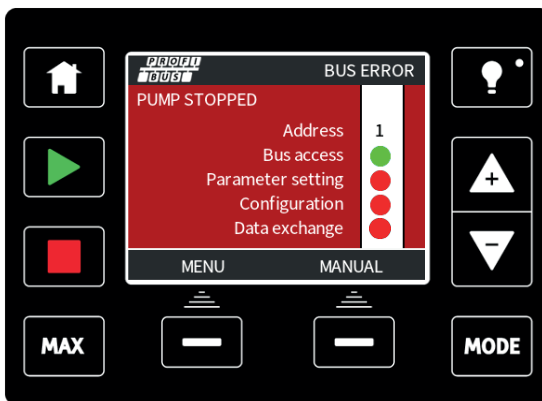 PROFI
BUS
BUS ERROR
PUMP STOPPED
Address 1
Bus access
Parameter setting
Configuration
Data exchange
MENU MANUAL
+
-
MAX
MODE